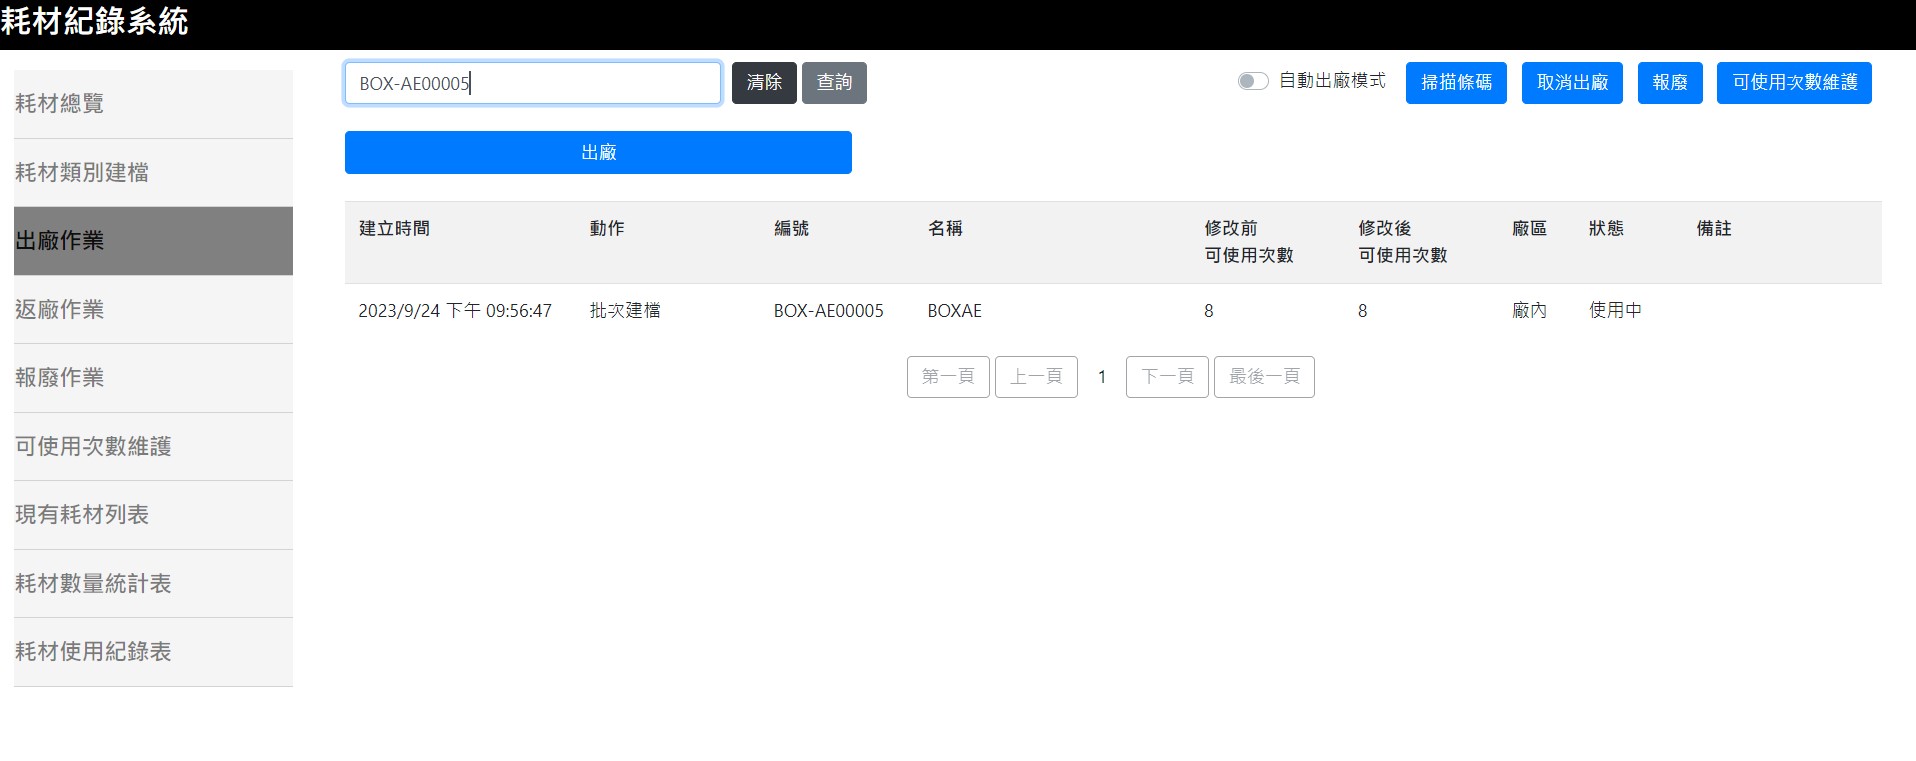 耗材紀錄系統
耗材總覽
耗材類別建檔
出廠作業
返廠作業
報廢作業
可使用次數維護
現有耗材列表
耗材數量統計表
耗材使用紀錄表
BOX-AE00005 清除 查詢 自動出廠模式 掃描條碼 取消出廠 報廢 可使用次數維護
出廠
建立時間 動作 編號 名稱 修改前 修改後 廠區 狀態 備註
可使用次數 可使用次數
2023/9/24 下午 09:56:47 批次建檔 BOX-AE00005 BOXAE 8 8 廠內 使用中
第一頁 上一頁 1 下一頁 最後一頁